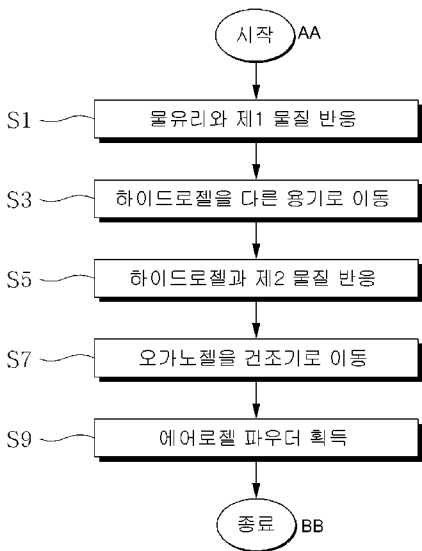 시작 AA
S1 물유리와 제1 물질 반응
S3 하이드로젤을 다른 용기로 이동
S5 하이드로젤과 제2 물질 반응
S7 오가노젤을 건조기로 이동
S9 에어로젤 파우더 획득
종료 BB